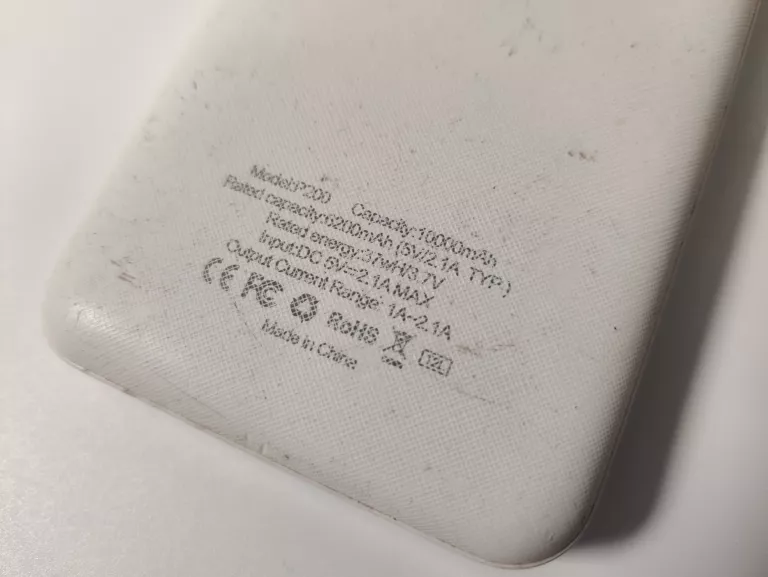 Model:P200 Capacity:10000mAh
Rated capacity:6200mAh (5V/2.1A TYP.)
Rated energy:37wH/3.7V
Input:DC 5V=2.1A MAX
Output Current Range: 1A~2.1A
CE FC RoHS
Made in China